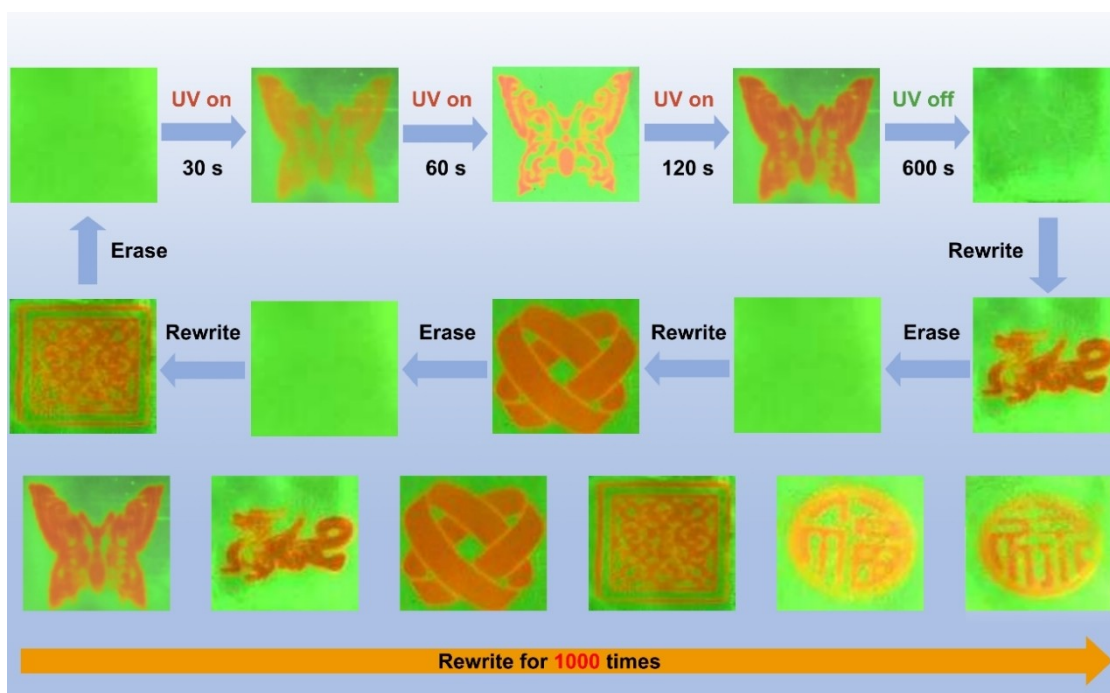 UV on
UV on
UV on
UV off
30 s
60 s
120 s
600 s
Erase
Rewrite
Rewrite
Erase
Rewrite
Erase
福
Rewrite for 1000 times